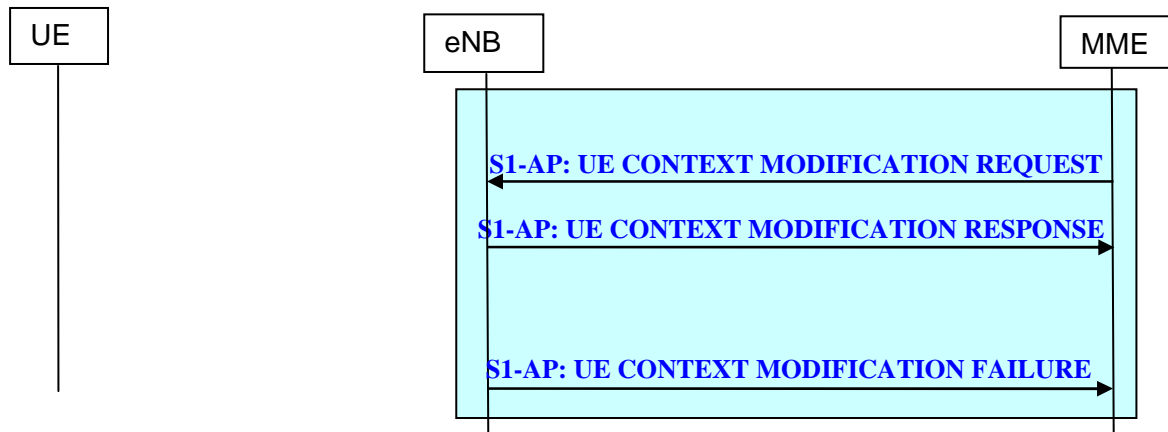 UE
eNB
MME
S1-AP: UE CONTEXT MODIFICATION REQUEST
S1-AP: UE CONTEXT MODIFICATION RESPONSE
S1-AP: UE CONTEXT MODIFICATION FAILURE